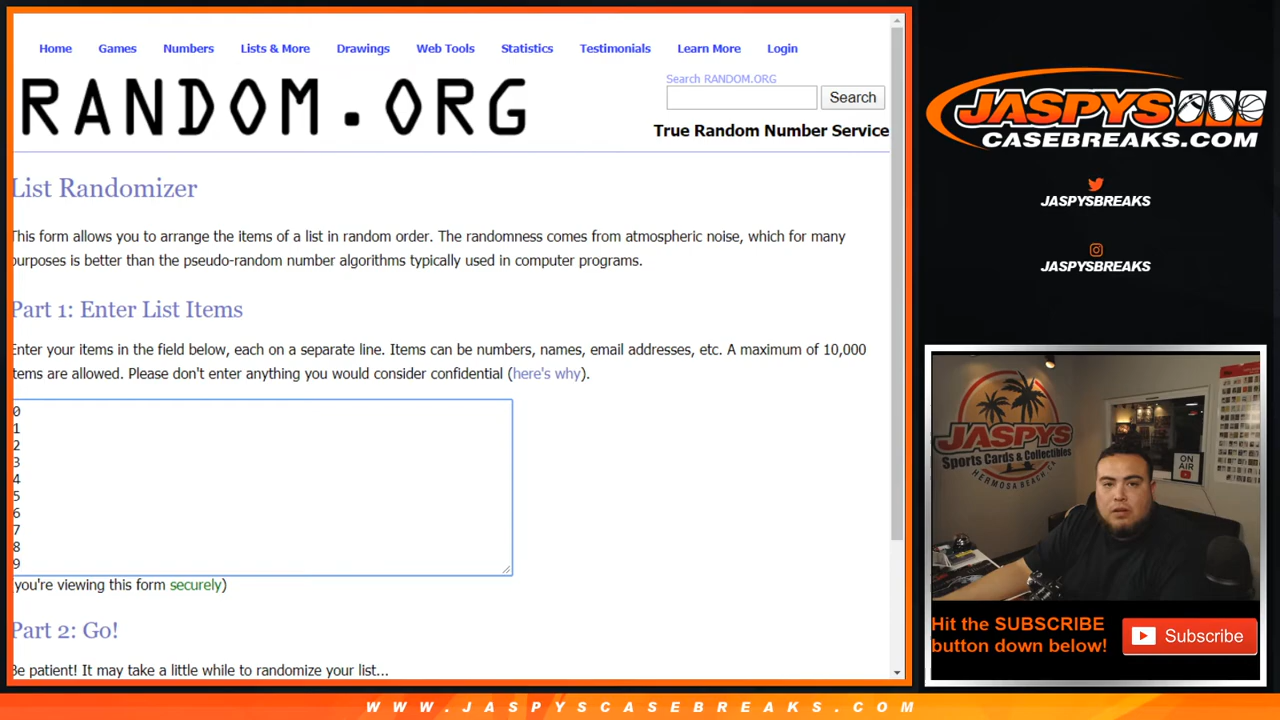 Home Games Numbers Lists & More Drawings Web Tools Statistics Testimonials Learn More Login
RANDOM.ORG
Search RANDOM.ORG
Search
True Random Number Service
List Randomizer
This form allows you to arrange the items of a list in random order. The randomness comes from atmospheric noise, which for many
purposes is better than the pseudo-random number algorithms typically used in computer programs.
Part 1: Enter List Items
Enter your items in the field below, each on a separate line. Items can be numbers, names, email addresses, etc. A maximum of 10,000
items are allowed. Please don't enter anything you would consider confidential (here's why).
0
1
2
3
4
5
6
7
8
9
(you're viewing this form securely)
Part 2: Go!
Be patient! It may take a little while to randomize your list...
JASPYS
CASEBREAKS.COM
JASPYSBREAKS
JASPYSBREAKS
JASPYS
Sports Cards & Collectibles
HERMOSA BEACH, CA
ON
AIR
Hit the SUBSCRIBE
button down below!
Subscribe
WWW.JASPYSCASEBREAKS.COM